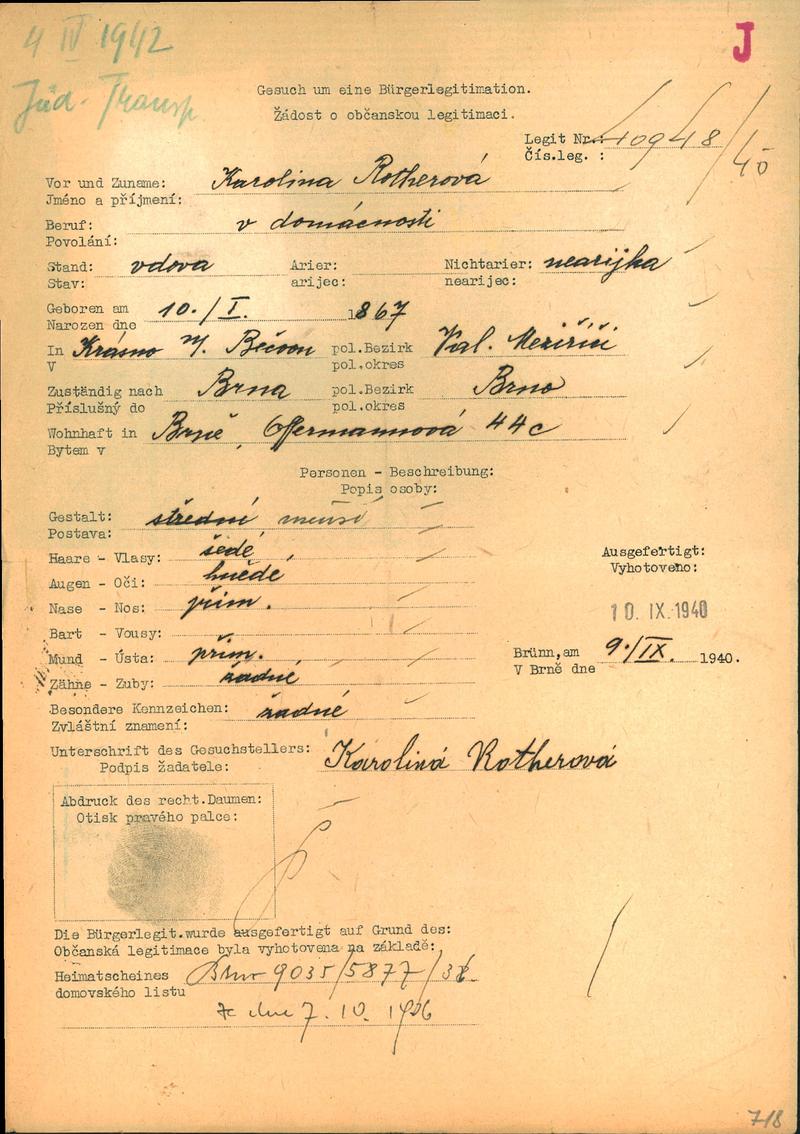 4 IV 1942
J
Jüd. Transp.
Gesuch um eine Bürgerlegitimation.
Žádost o občanskou legitimaci.
Legit Nr.: 10948/40
Čís.leg. :
Vor und Zuname: Karolina Rotherová
Jméno a příjmení:
Beruf: v domácnosti
Povolání:
Stand: vdova Arier: Nichtarier: nearijka
Stav: arijec: nearijec:
Geboren am 10./I. 1867
Narozen dne
In Krásno n/. Bečvou pol.Bezirk Val. Meziříčí
V pol.okres
Zuständig nach Brna pol.Bezirk Brno
Příslušný do pol.okres
Wohnhaft in Brně, Offermannová 44c
Bytem v
Personen - Beschreibung:
Popis osoby:
Gestalt: střední menší
Postava:
Haare - Vlasy: šedé
Augen - Oči: hnědé
Nase - Nos: přim.
Bart - Vousy:
Mund - Ústa: přim.
Zähne - Zuby: žádné
Besondere Kennzeichen: žádné
Zvláštní znamení:
Ausgefertigt:
Vyhotoveno:
10. IX. 1940
Brünn, am 9./IX. 1940.
V Brně dne
Unterschrift des Gesuchstellers: Karolina Rotherová
Podpis žadatele:
Abdruck des recht.Daumen:
Otisk pravého palce:
Die Bürgerlegit.wurde ausgefertigt auf Grund des:
Občanská legitimace byla vyhotovena na základě:
Heimatscheines 9035/5877
domovského listu
ze dne 7. 10. 1926
718